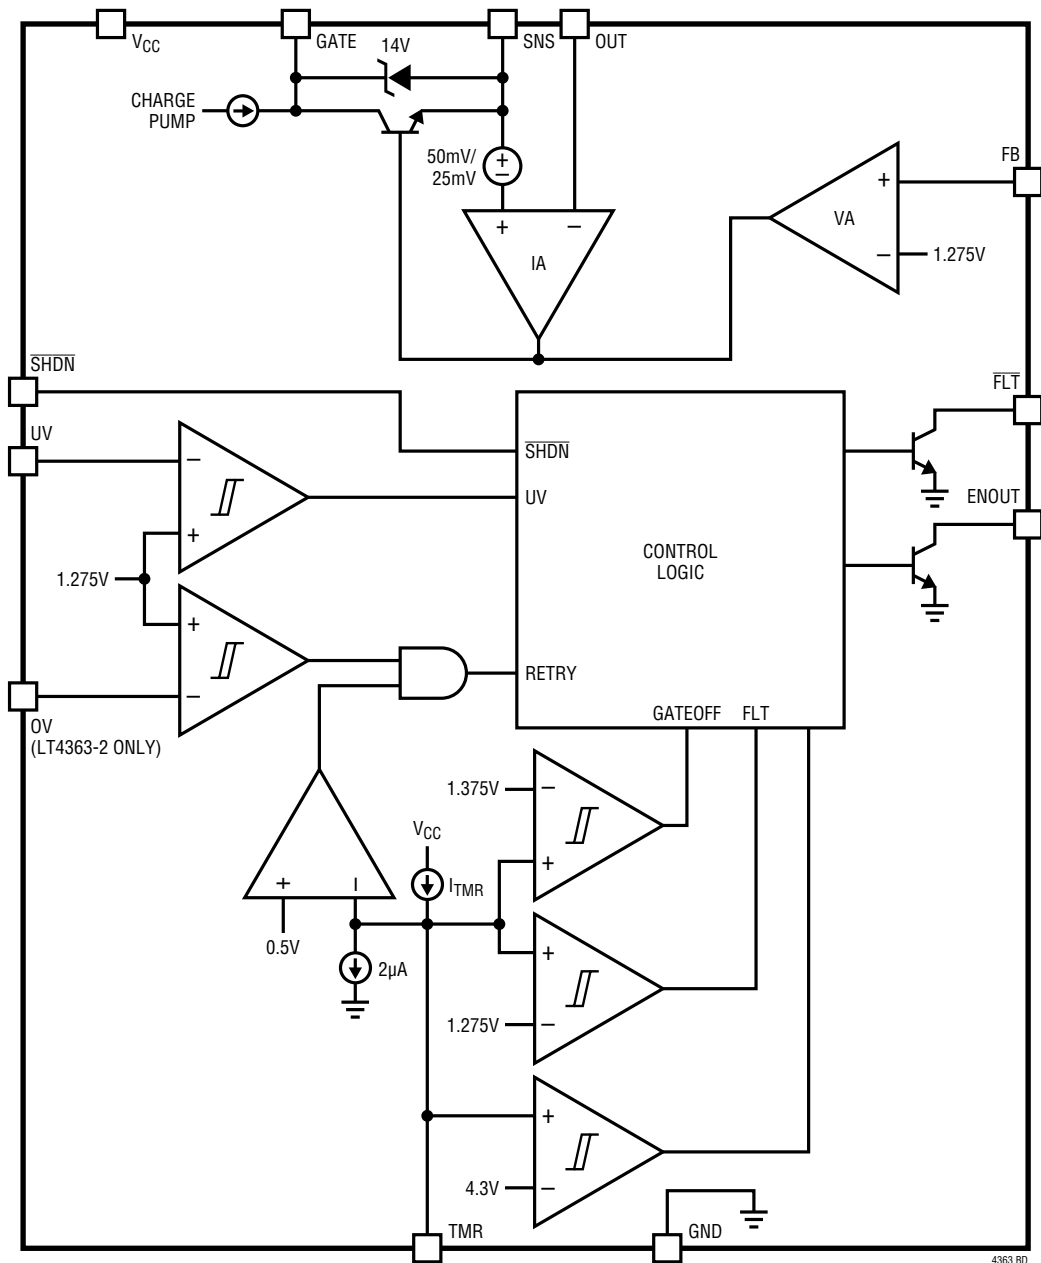 VCC
GATE
SNS
OUT
14V
CHARGE
PUMP
50mV/
25mV
+
−
+
−
IA
FB
+
VA
−
1.275V
SHDN
FLT
UV
−
+
SHDN
UV
ENOUT
CONTROL
LOGIC
1.275V
+
−
RETRY
OV
(LT4363-2 ONLY)
GATEOFF
FLT
1.375V
−
+
VCC
ITMR
+
−
0.5V
2µA
+
−
1.275V
+
−
4.3V
TMR
GND
4363 BD